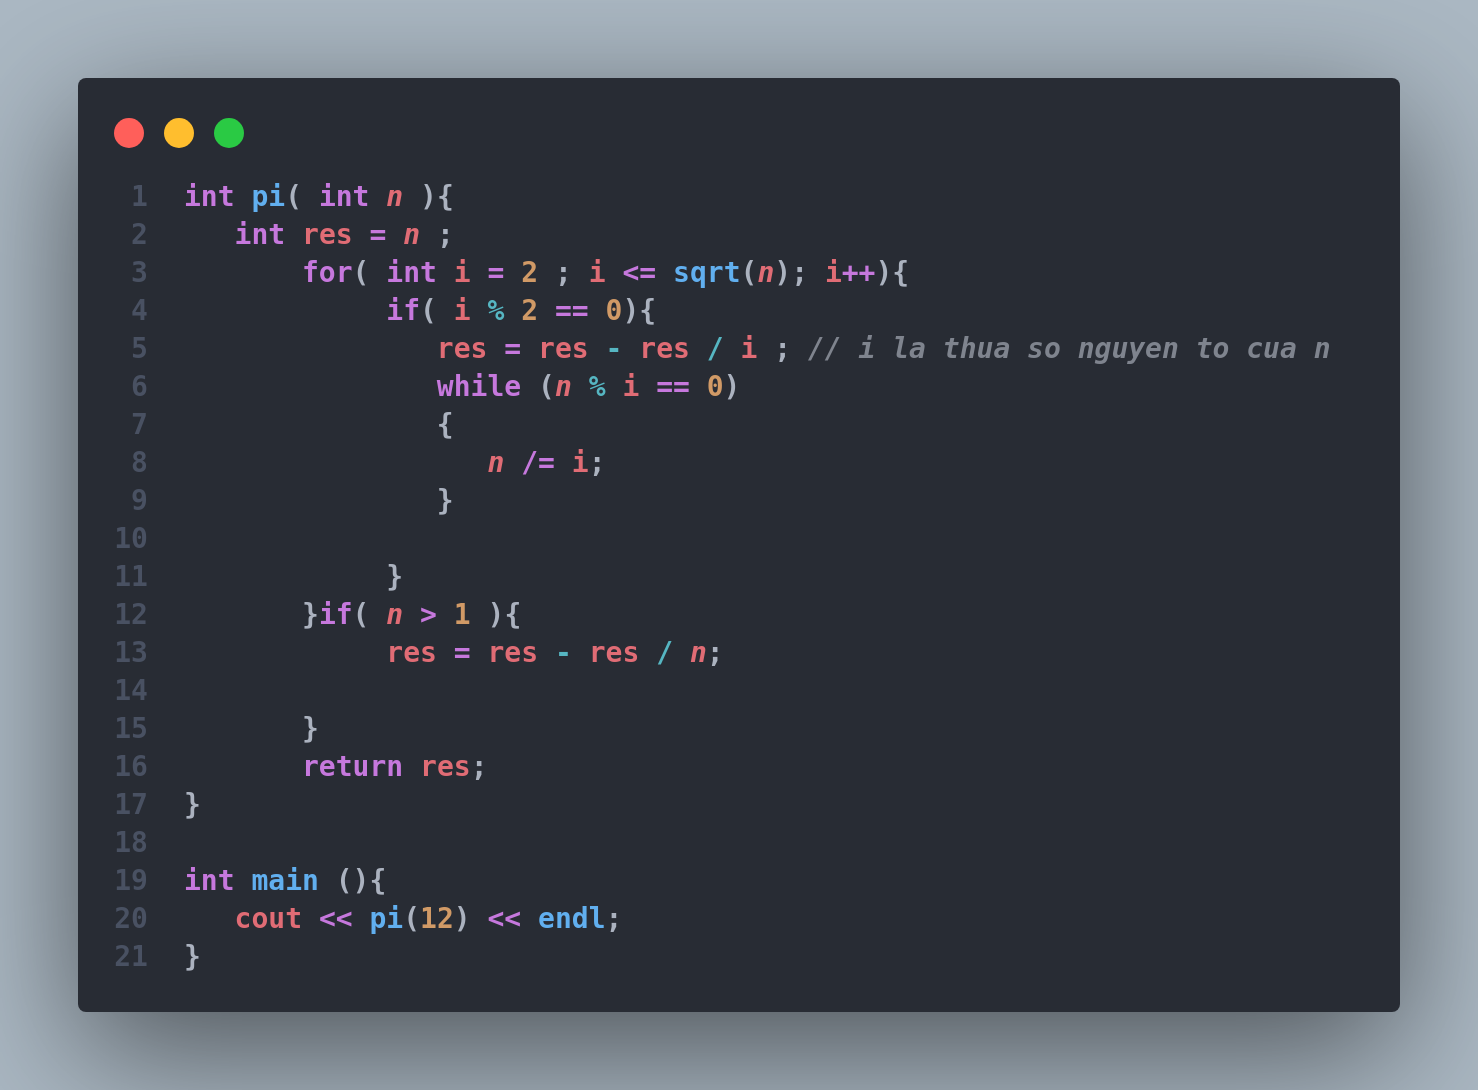 1 int pi( int n ){
2    int res = n ;
3        for( int i = 2 ; i <= sqrt(n); i++){
4             if( i % 2 == 0){
5                res = res - res / i ; // i la thua so nguyen to cua n
6                while (n % i == 0)
7                {
8                   n /= i;
9                }
10
11             }
12        }if( n > 1 ){
13             res = res - res / n;
14
15        }
16        return res;
17 }
18
19 int main (){
20    cout << pi(12) << endl;
21 }